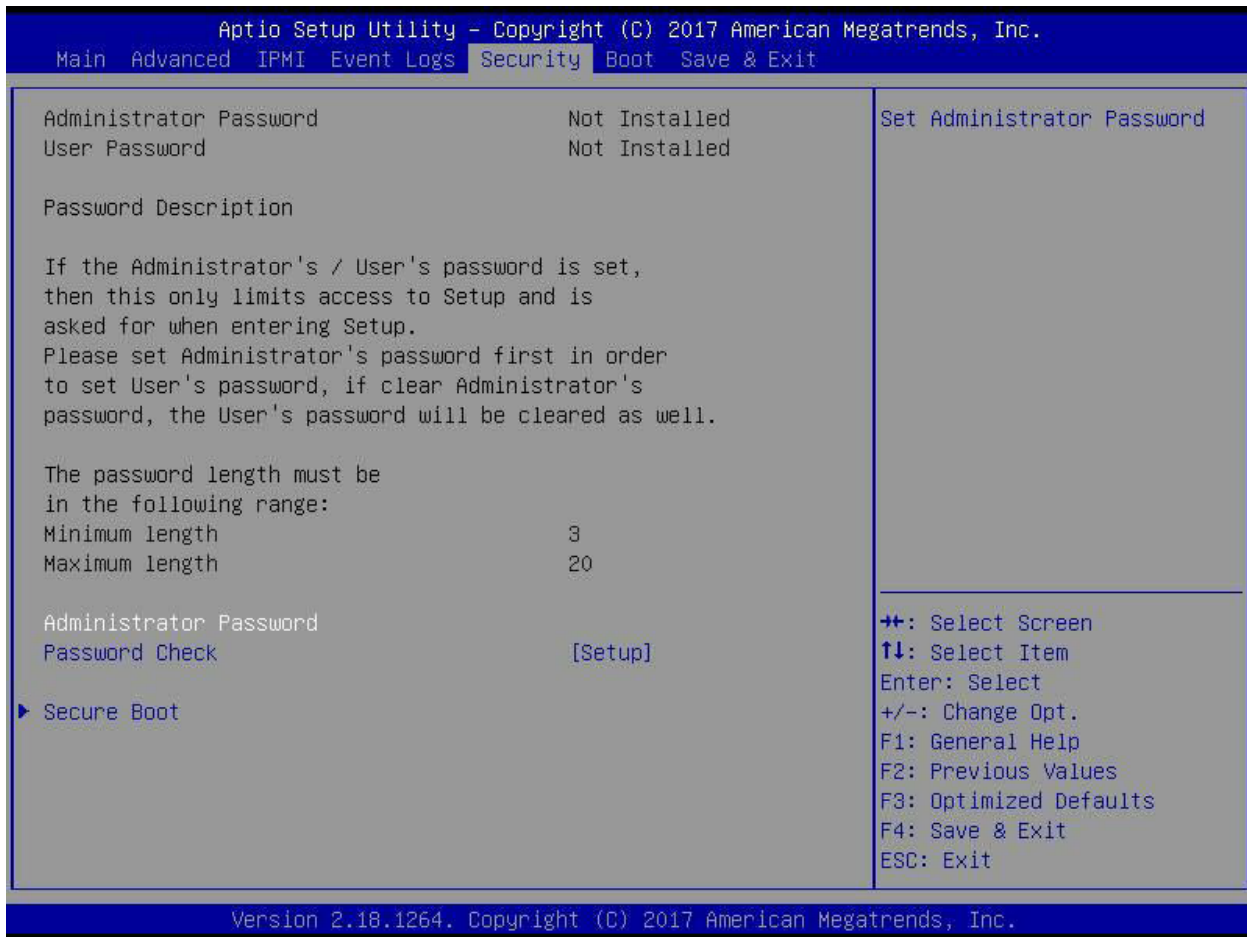 Aptio Setup Utility – Copyright (C) 2017 American Megatrends, Inc.
Main Advanced IPMI Event Logs Security Boot Save & Exit
Administrator Password Not Installed
User Password Not Installed
Password Description
If the Administrator's / User's password is set,
then this only limits access to Setup and is
asked for when entering Setup.
Please set Administrator's password first in order
to set User's password, if clear Administrator's
password, the User's password will be cleared as well.
The password length must be
in the following range:
Minimum length 3
Maximum length 20
Administrator Password
Password Check [Setup]
Secure Boot
Set Administrator Password
→←: Select Screen
↑↓: Select Item
Enter: Select
+/-: Change Opt.
F1: General Help
F2: Previous Values
F3: Optimized Defaults
F4: Save & Exit
ESC: Exit
Version 2.18.1264. Copyright (C) 2017 American Megatrends, Inc.